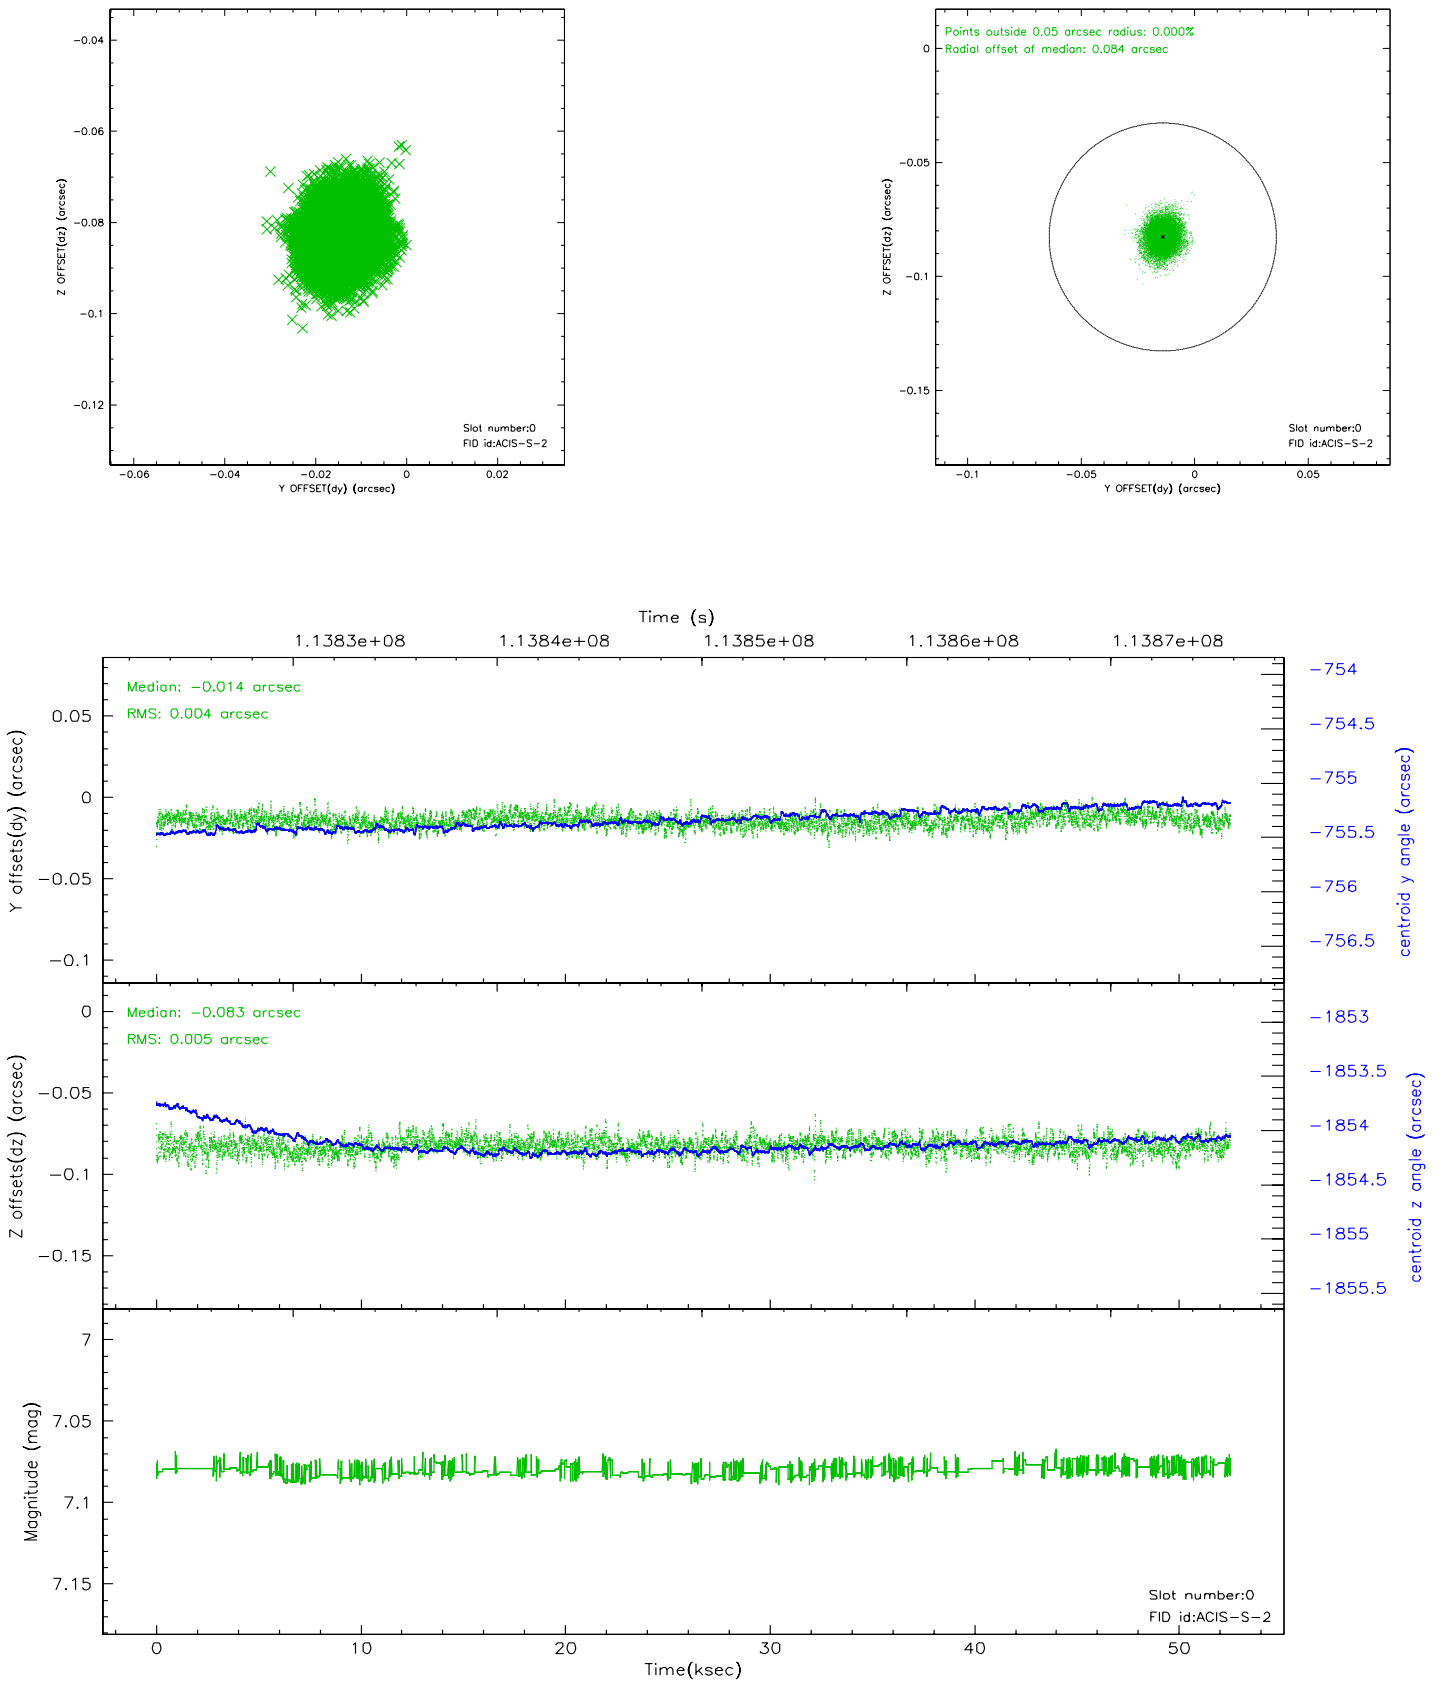 Points outside 0.05 arcsec radius: 0.000%
Radial offset of median: 0.084 arcsec
-0.04
-0.06
-0.08
-0.1
-0.12
Z OFFSET(dz) (arcsec)
-0.06
-0.04
-0.02
0
0.02
Y OFFSET(dy) (arcsec)
Slot number:0
FID id:ACIS-S-2
0
-0.05
-0.1
-0.15
Z OFFSET(dz) (arcsec)
-0.1
-0.05
0
0.05
Y OFFSET(dy) (arcsec)
Slot number:0
FID id:ACIS-S-2
Time (s)
1.1383e+08
1.1384e+08
1.1385e+08
1.1386e+08
1.1387e+08
Median: -0.014 arcsec
RMS: 0.004 arcsec
0.05
0
-0.05
-0.1
Y offsets(dy) (arcsec)
-754
-754.5
-755
-755.5
-756
-756.5
centroid y angle (arcsec)
Median: -0.083 arcsec
RMS: 0.005 arcsec
0
-0.05
-0.1
-0.15
Z offsets(dz) (arcsec)
-1853
-1853.5
-1854
-1854.5
-1855
-1855.5
centroid z angle (arcsec)
7
7.05
7.1
7.15
Magnitude (mag)
Slot number:0
FID id:ACIS-S-2
0
10
20
30
40
50
Time(ksec)